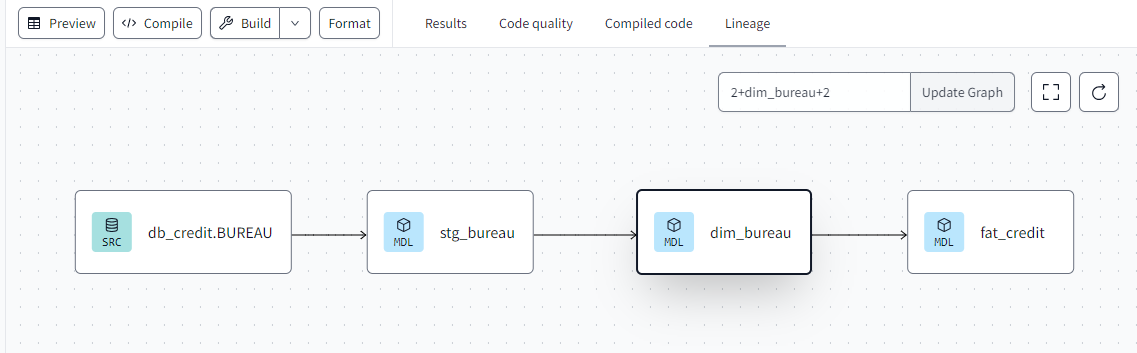 Preview
</> Compile
Build
Format
Results
Code quality
Compiled code
Lineage
2+dim_bureau+2
Update Graph
SRC
db_credit.BUREAU
MDL
stg_bureau
MDL
dim_bureau
MDL
fat_credit